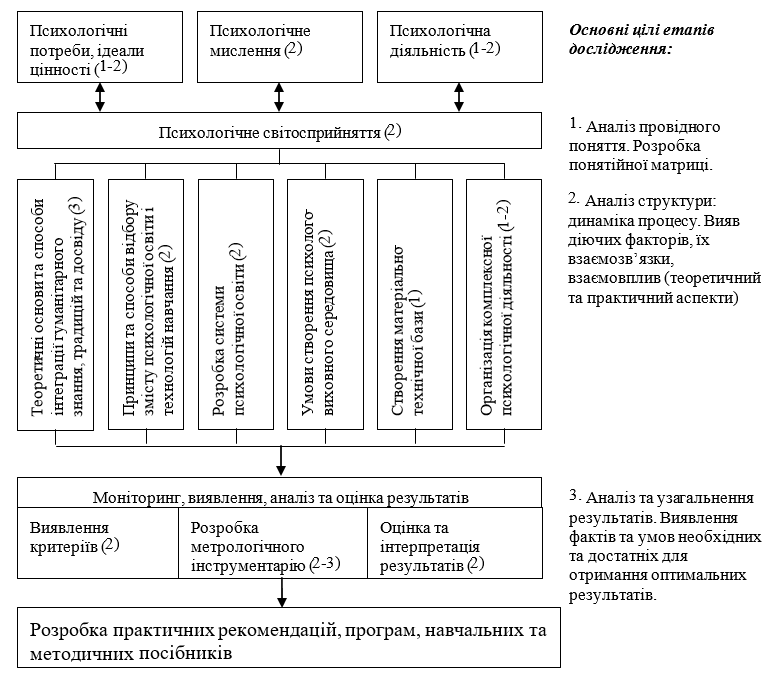 Психологічні
потреби, ідеали
цінності (1-2)
Психологічне
мислення (2)
Психологічна
діяльність (1-2)
Основні цілі етапів
дослідження:
Психологічне світосприйняття (2)
1. Аналіз провідного
поняття. Розробка
понятійної матриці.
Теоретичні основи та способи
інтеграції гуманітарного
знання, традицій та досвіду (3)
Принципи та способи відбору
змісту психологічної освіти і
технологій навчання (2)
Розробка системи
психологічної освіти (2)
Умови створення психолого-
виховного середовища (2)
Створення матеріально-
технічної бази (1)
Організація комплексної
психологічної діяльності (1-2)
2. Аналіз структури:
динаміка процесу. Вияв
діючих факторів, їх
взаємозв’язки,
взаємовплив (теоретичний
та практичний аспекти)
Моніторинг, виявлення, аналіз та оцінка результатів
Виявлення
критеріїв (2)
Розробка
метрологічного
інструментарію (2-3)
Оцінка та
інтерпретація
результатів (2)
3. Аналіз та узагальнення
результатів. Виявлення
фактів та умов необхідних
та достатніх для
отримання оптимальних
результатів.
Розробка практичних рекомендацій, програм, навчальних та
методичних посібників